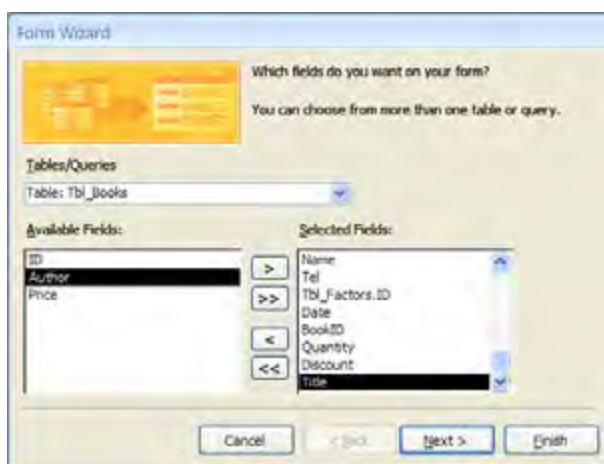 Form Wizard
Which fields do you want on your form?
You can choose from more than one table or query.
Tables/Queries
Table: Tbl_Books
Available Fields:
ID
Author
Price
>
>>
<
<<
Selected Fields:
Name
Tel
Tbl_Factors.ID
Date
BookID
Quantity
Discount
Title
Cancel
< Back
Next >
Finish